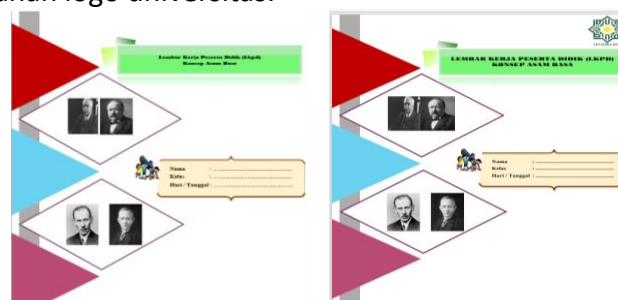 anan logo universitas.
Lembar Kerja Peserta Didik (Lkpd)
Konsep Asam Basa
Nama : ..............................
Kelas : ..............................
Hari / Tanggal : ..............................
LEMBAR KERJA PESERTA DIDIK (LKPD)
KONSEP ASAM BASA
Nama : ..............................
Kelas : ..............................
Hari / Tanggal : ..............................